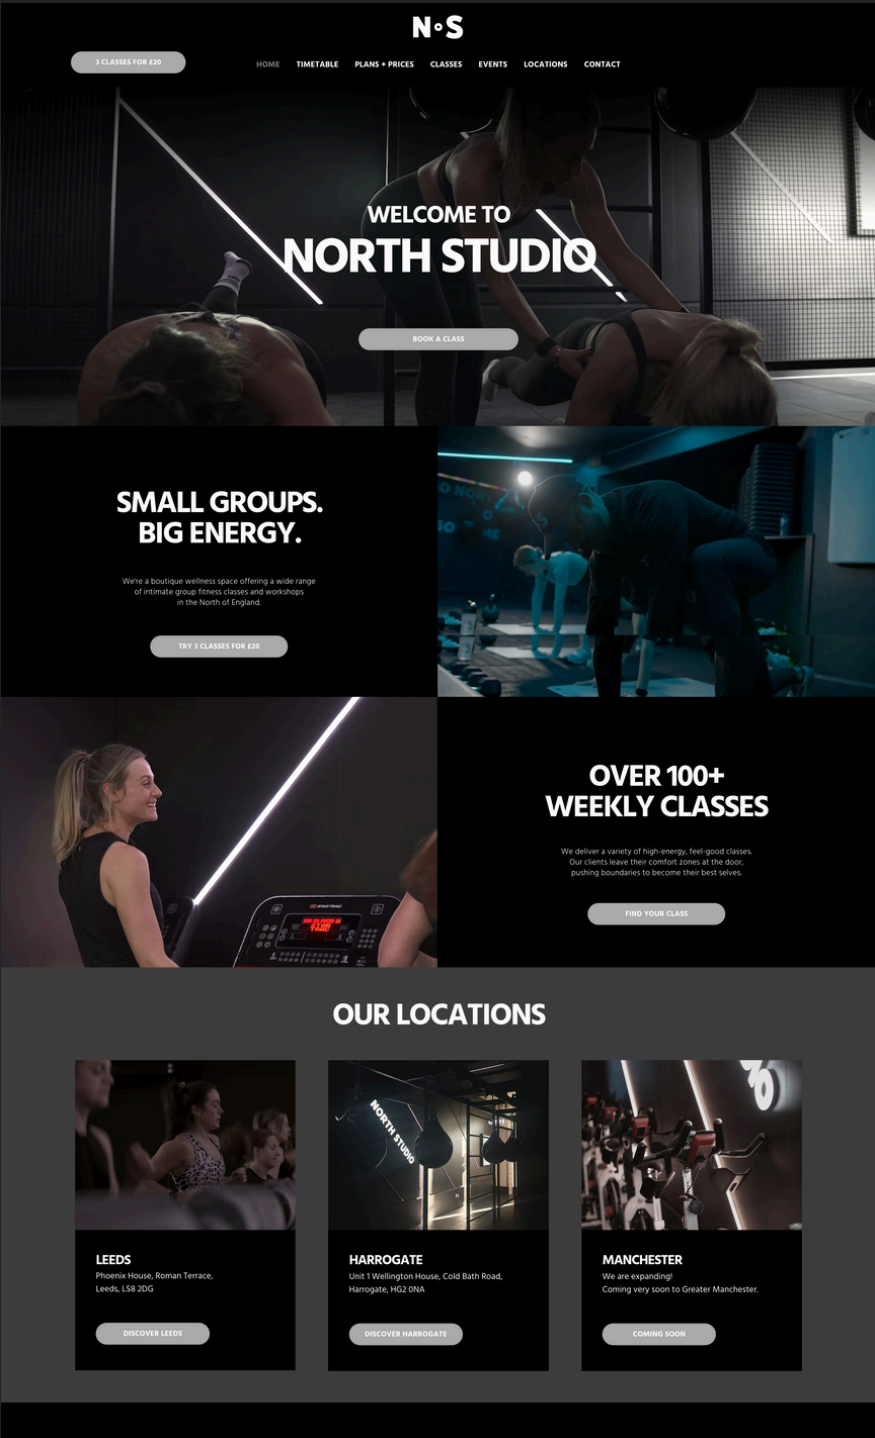 N°S
3 CLASSES FOR £20
HOME TIMETABLE PLANS + PRICES CLASSES EVENTS LOCATIONS CONTACT
WELCOME TO
NORTH STUDIO
BOOK A CLASS
SMALL GROUPS.
BIG ENERGY.
We're a boutique wellness space offering a wide range
of intimate group fitness classes and workshops
in the North of England.
TRY 3 CLASSES FOR £20
OVER 100+
WEEKLY CLASSES
We deliver a variety of high-energy, feel-good classes.
Our clients leave their comfort zones at the door,
pushing boundaries to become their best selves.
FIND YOUR CLASS
OUR LOCATIONS
NORTH STUDIO
LEEDS
Phoenix House, Roman Terrace,
Leeds, LS8 2DG
DISCOVER LEEDS
HARROGATE
Unit 1 Wellington House, Cold Bath Road,
Harrogate, HG2 0NA
DISCOVER HARROGATE
MANCHESTER
We are expanding!
Coming very soon to Greater Manchester.
COMING SOON